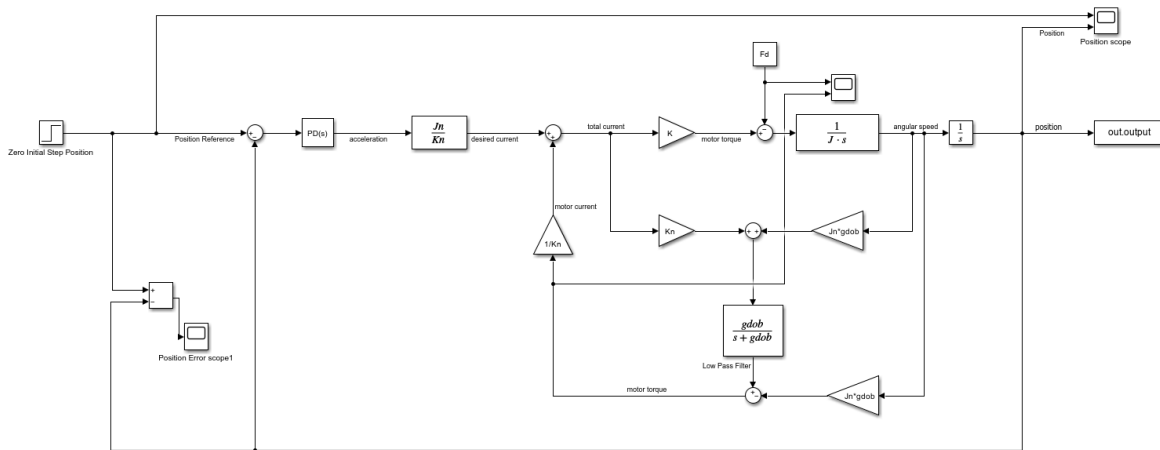 Position
Position scope
Fd
Zero Initial Step Position
Position Reference
+
−
PD(s)
acceleration
Jn
Kn
desired current
+
+
total current
K
motor torque
−
+
1
J · s
angular speed
1
s
position
out.output
motor current
1/Kn
Kn
+ +
Jn*gdob
+
−
Position Error scope1
gdob
s + gdob
Low Pass Filter
motor torque
+
−
Jn*gdob